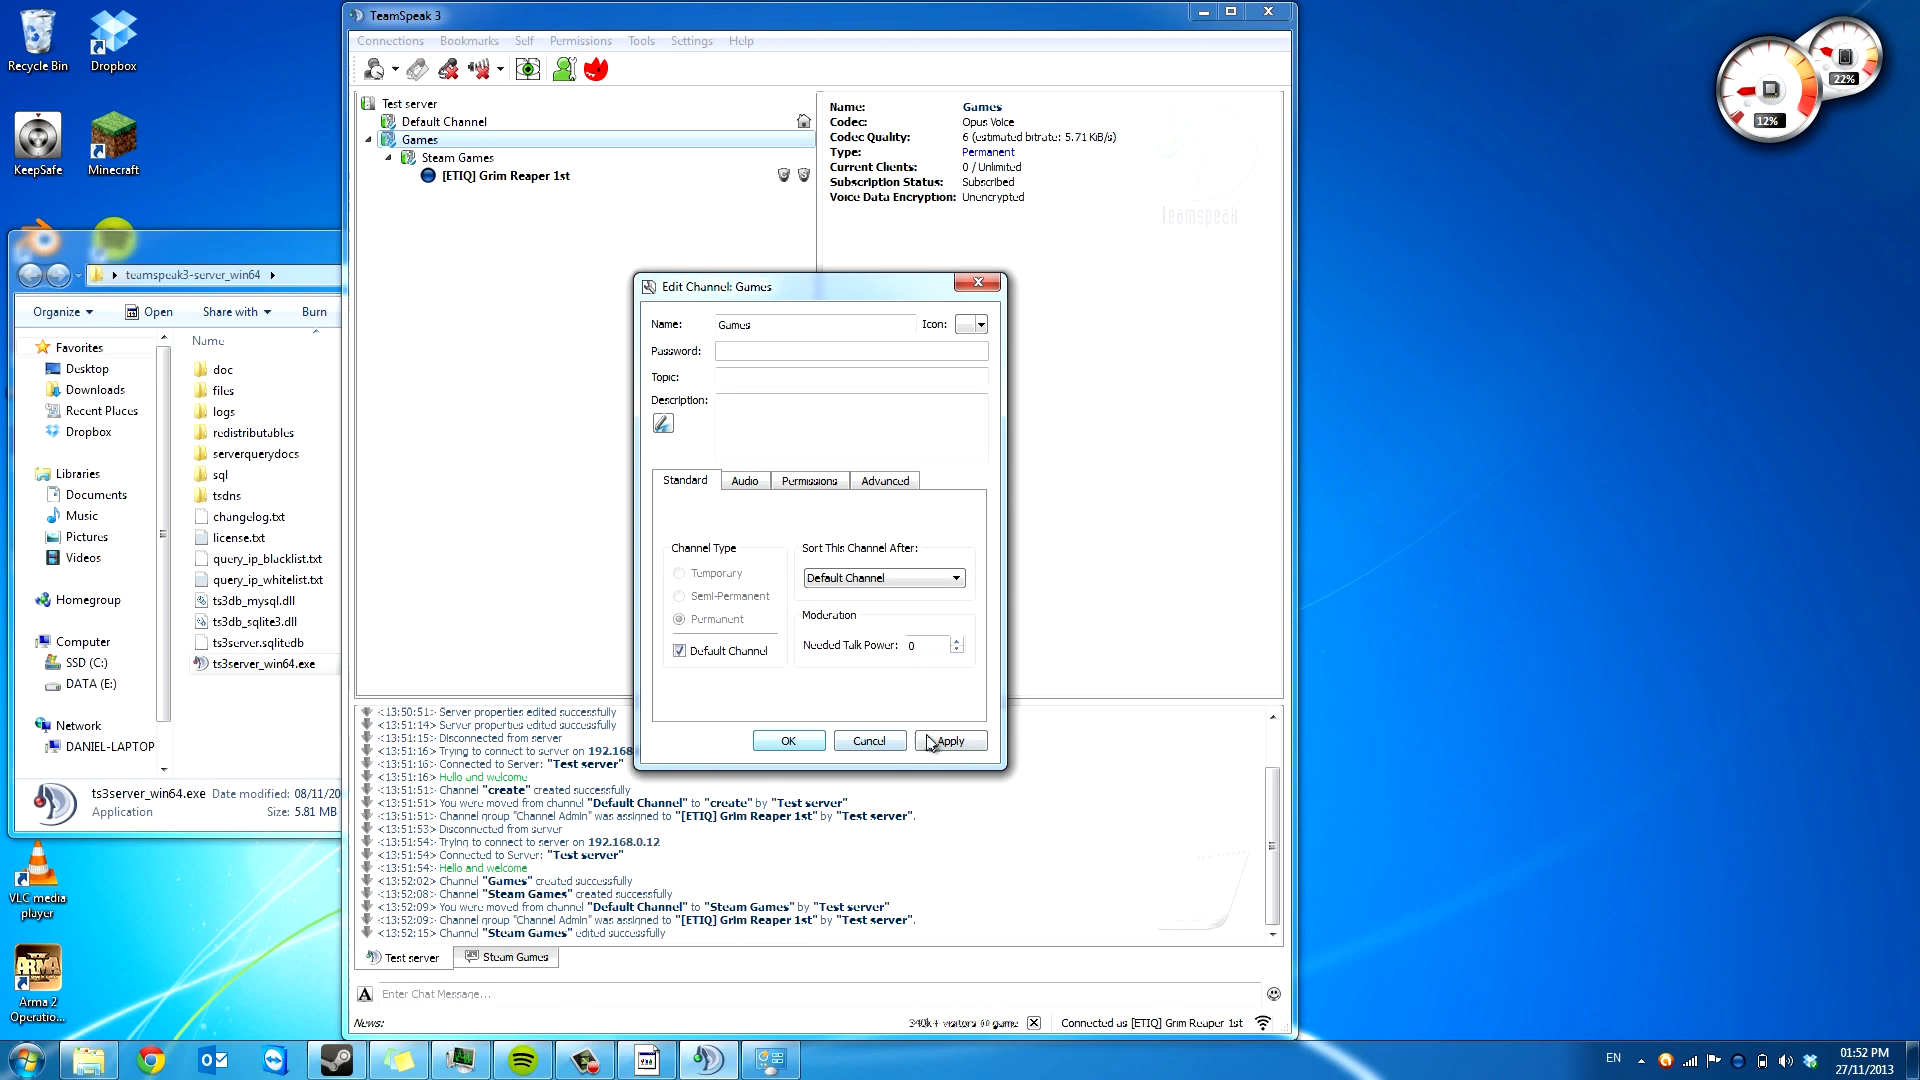 Recycle Bin
Dropbox
KeepSafe
Minecraft
22%
12%
TeamSpeak 3
Connections Bookmarks Self Permissions Tools Settings Help
Test server
Default Channel
Games
Steam Games
[ETIQ] Grim Reaper 1st
Name: Games
Codec: Opus Voice
Codec Quality: 6 (estimated bitrate: 5.71 KiB/s)
Type: Permanent
Current Clients: 0 / Unlimited
Subscription Status: Subscribed
Voice Data Encryption: Unencrypted
teamspeak
teamspeak3-server_win64
Organize Open Share with Burn
Name
Favorites
Desktop
Downloads
Recent Places
Dropbox
Libraries
Documents
Music
Pictures
Videos
Homegroup
Computer
SSD (C:)
DATA (E:)
Network
DANIEL-LAPTOP
doc
files
logs
redistributables
serverquerydocs
sql
tsdns
changelog.txt
license.txt
query_ip_blacklist.txt
query_ip_whitelist.txt
ts3db_mysql.dll
ts3db_sqlite3.dll
ts3server.sqlitedb
ts3server_win64.exe
ts3server_win64.exe Date modified: 08/11/20
Application Size: 5.81 MB
Edit Channel: Games
Name: Games Icon:
Password:
Topic:
Description:
Standard Audio Permissions Advanced
Channel Type
Temporary
Semi-Permanent
Permanent
Default Channel
Sort This Channel After:
Default Channel
Moderation
Needed Talk Power: 0
OK Cancel Apply
<13:50:51> Server properties edited successfully
<13:51:14> Server properties edited successfully
<13:51:15> Disconnected from server
<13:51:16> Trying to connect to server on 192.168
<13:51:16> Connected to Server: "Test server"
<13:51:16> Hello and welcome
<13:51:51> Channel "create" created successfully
<13:51:51> You were moved from channel "Default Channel" to "create" by "Test server"
<13:51:51> Channel group "Channel Admin" was assigned to "[ETIQ] Grim Reaper 1st" by "Test server".
<13:51:53> Disconnected from server
<13:51:54> Trying to connect to server on 192.168.0.12
<13:51:54> Connected to Server: "Test server"
<13:51:54> Hello and welcome
<13:52:02> Channel "Games" created successfully
<13:52:08> Channel "Steam Games" created successfully
<13:52:09> You were moved from channel "Default Channel" to "Steam Games" by "Test server"
<13:52:09> Channel group "Channel Admin" was assigned to "[ETIQ] Grim Reaper 1st" by "Test server".
<13:52:15> Channel "Steam Games" edited successfully
Test server Steam Games
Enter Chat Message...
News:
Connected as [ETIQ] Grim Reaper 1st
VLC media
player
ARMA
Arma 2
Operatio...
EN
01:52 PM
27/11/2013